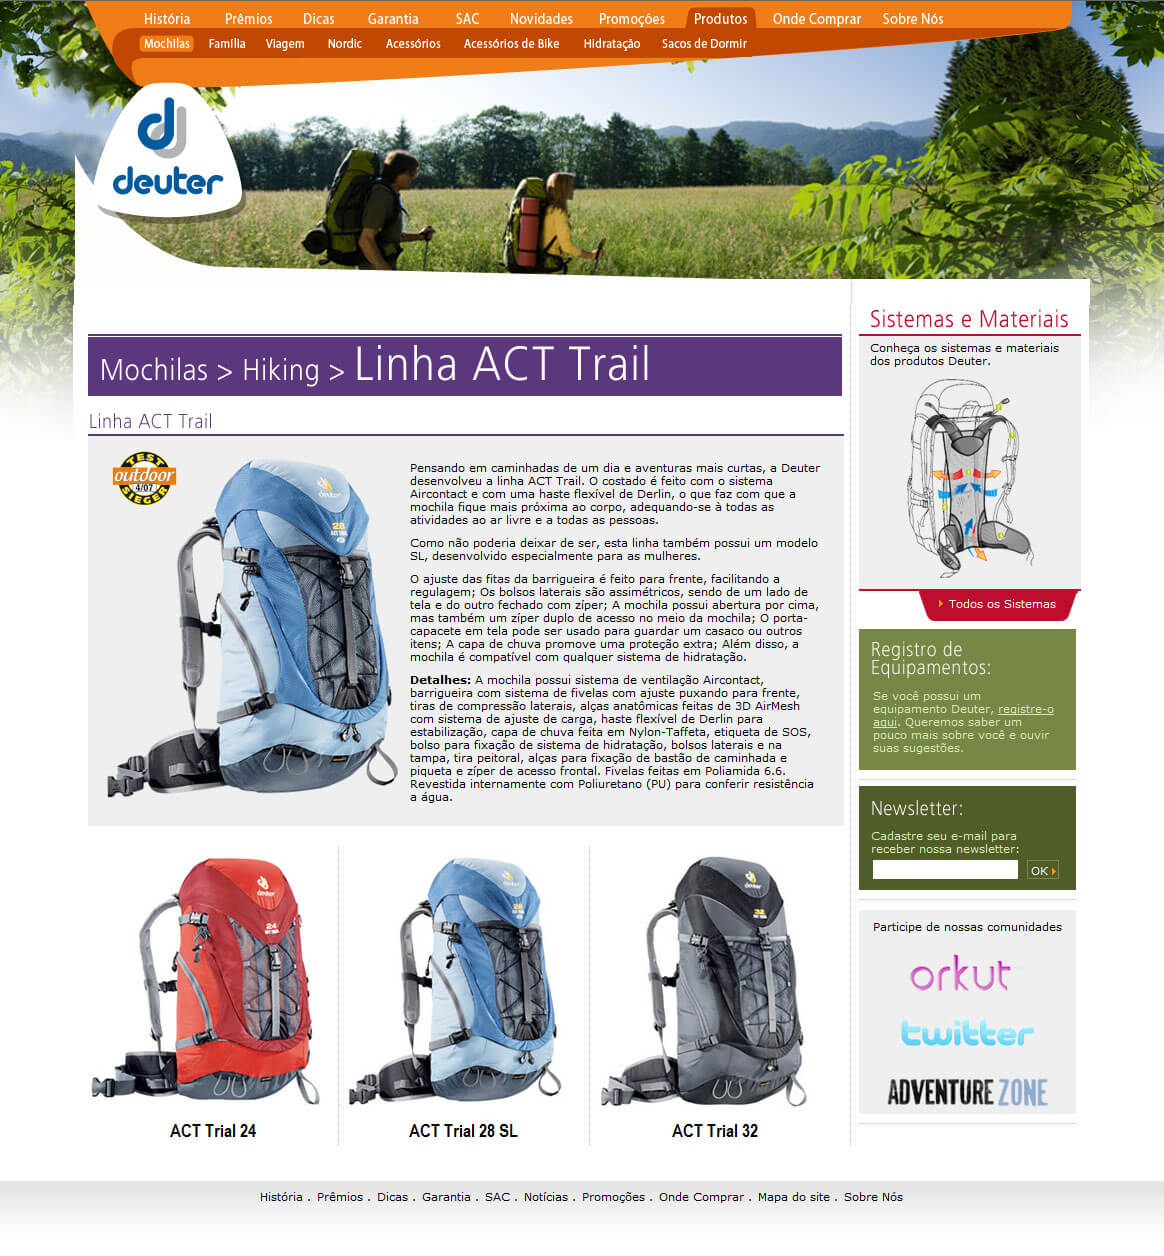 História Prêmios Dicas Garantia SAC Novidades Promoções Produtos Onde Comprar Sobre Nós
Mochilas Família Viagem Nordic Acessórios Acessórios de Bike Hidratação Sacos de Dormir
deuter
Mochilas > Hiking > Linha ACT Trail
Linha ACT Trail
TEST
outdoor
4/07
SIEGER
deuter
28
ACT TRAIL
SL
Pensando em caminhadas de um dia e aventuras mais curtas, a Deuter
desenvolveu a linha ACT Trail. O costado é feito com o sistema
Aircontact e com uma haste flexível de Derlin, o que faz com que a
mochila fique mais próxima ao corpo, adequando-se à todas as
atividades ao ar livre e a todas as pessoas.
Como não poderia deixar de ser, esta linha também possui um modelo
SL, desenvolvido especialmente para as mulheres.
O ajuste das fitas da barrigueira é feito para frente, facilitando a
regulagem; Os bolsos laterais são assimétricos, sendo de um lado de
tela e do outro fechado com zíper; A mochila possui abertura por cima,
mas também um zíper duplo de acesso no meio da mochila; O porta-
capacete em tela pode ser usado para guardar um casaco ou outros
itens; A capa de chuva promove uma proteção extra; Além disso, a
mochila é compatível com qualquer sistema de hidratação.
Detalhes: A mochila possui sistema de ventilação Aircontact,
barrigueira com sistema de fivelas com ajuste puxando para frente,
tiras de compressão laterais, alças anatômicas feitas de 3D AirMesh
com sistema de ajuste de carga, haste flexível de Derlin para
estabilização, capa de chuva feita em Nylon-Taffeta, etiqueta de SOS,
bolso para fixação de sistema de hidratação, bolsos laterais e na
tampa, tira peitoral, alças para fixação de bastão de caminhada e
piqueta e zíper de acesso frontal. Fivelas feitas em Poliamida 6.6.
Revestida internamente com Poliuretano (PU) para conferir resistência
a água.
deuter
24
deuter
28
deuter
32
ACT Trial 24
ACT Trial 28 SL
ACT Trial 32
Sistemas e Materiais
Conheça os sistemas e materiais
dos produtos Deuter.
Todos os Sistemas
Registro de
Equipamentos:
Se você possui um
equipamento Deuter, registre-o
aqui. Queremos saber um
pouco mais sobre você e ouvir
suas sugestões.
Newsletter:
Cadastre seu e-mail para
receber nossa newsletter:
OK
Participe de nossas comunidades
orkut
twitter
ADVENTURE ZONE
História . Prêmios . Dicas . Garantia . SAC . Notícias . Promoções . Onde Comprar . Mapa do site . Sobre Nós